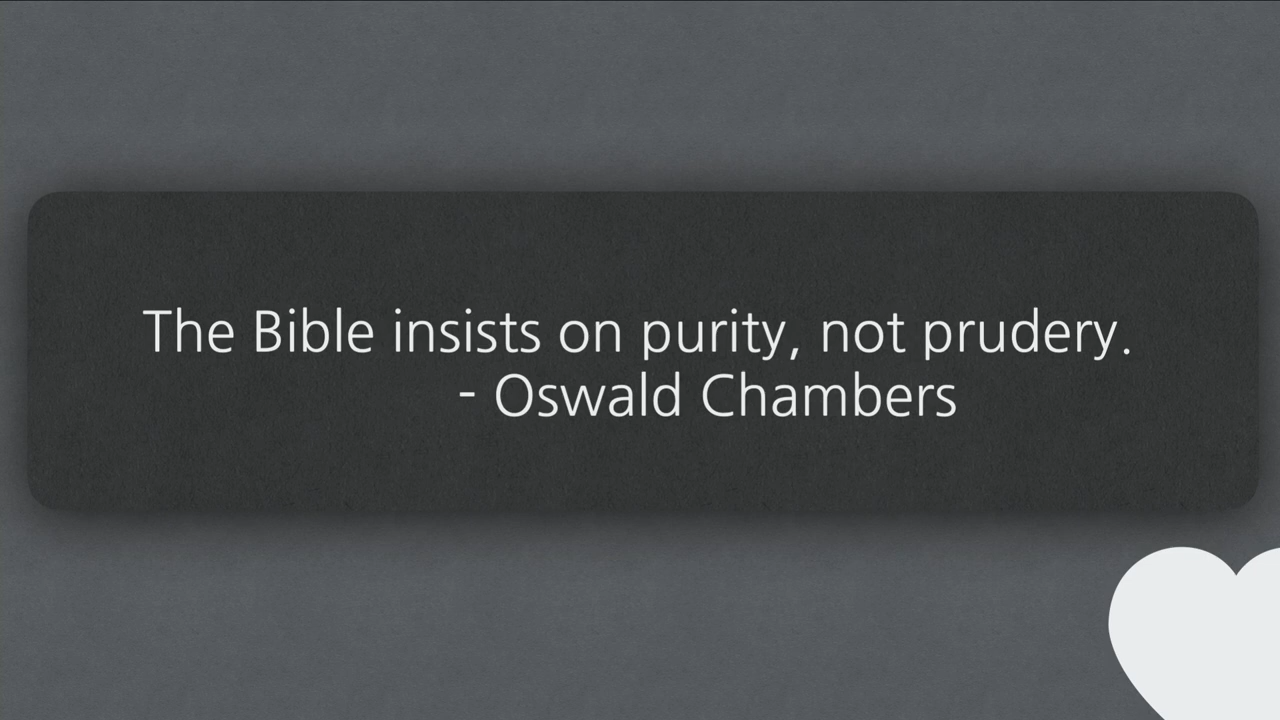 The Bible insists on purity, not prudery.
- Oswald Chambers